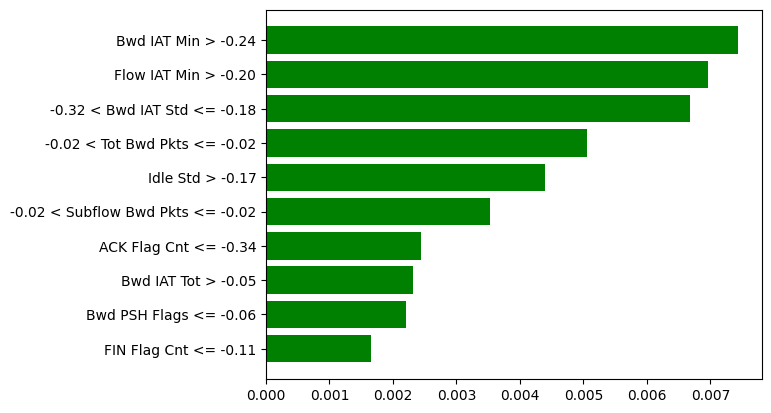 Bwd IAT Min > -0.24
Flow IAT Min > -0.20
-0.32 < Bwd IAT Std <= -0.18
-0.02 < Tot Bwd Pkts <= -0.02
Idle Std > -0.17
-0.02 < Subflow Bwd Pkts <= -0.02
ACK Flag Cnt <= -0.34
Bwd IAT Tot > -0.05
Bwd PSH Flags <= -0.06
FIN Flag Cnt <= -0.11
0.000 0.001 0.002 0.003 0.004 0.005 0.006 0.007